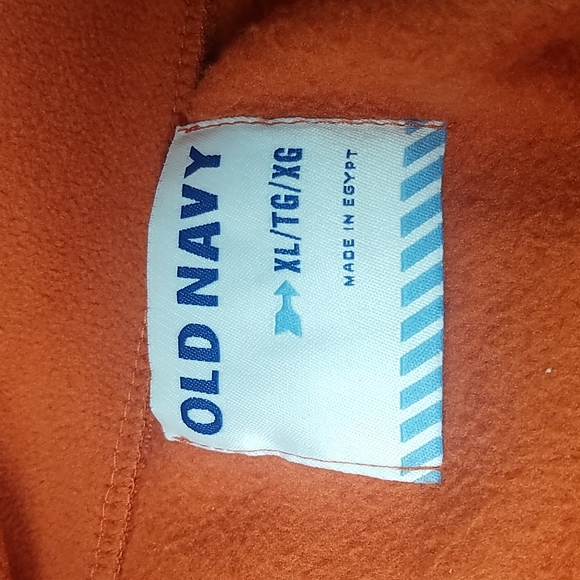 OLD NAVY
XL/TG/XG
MADE IN EGYPT